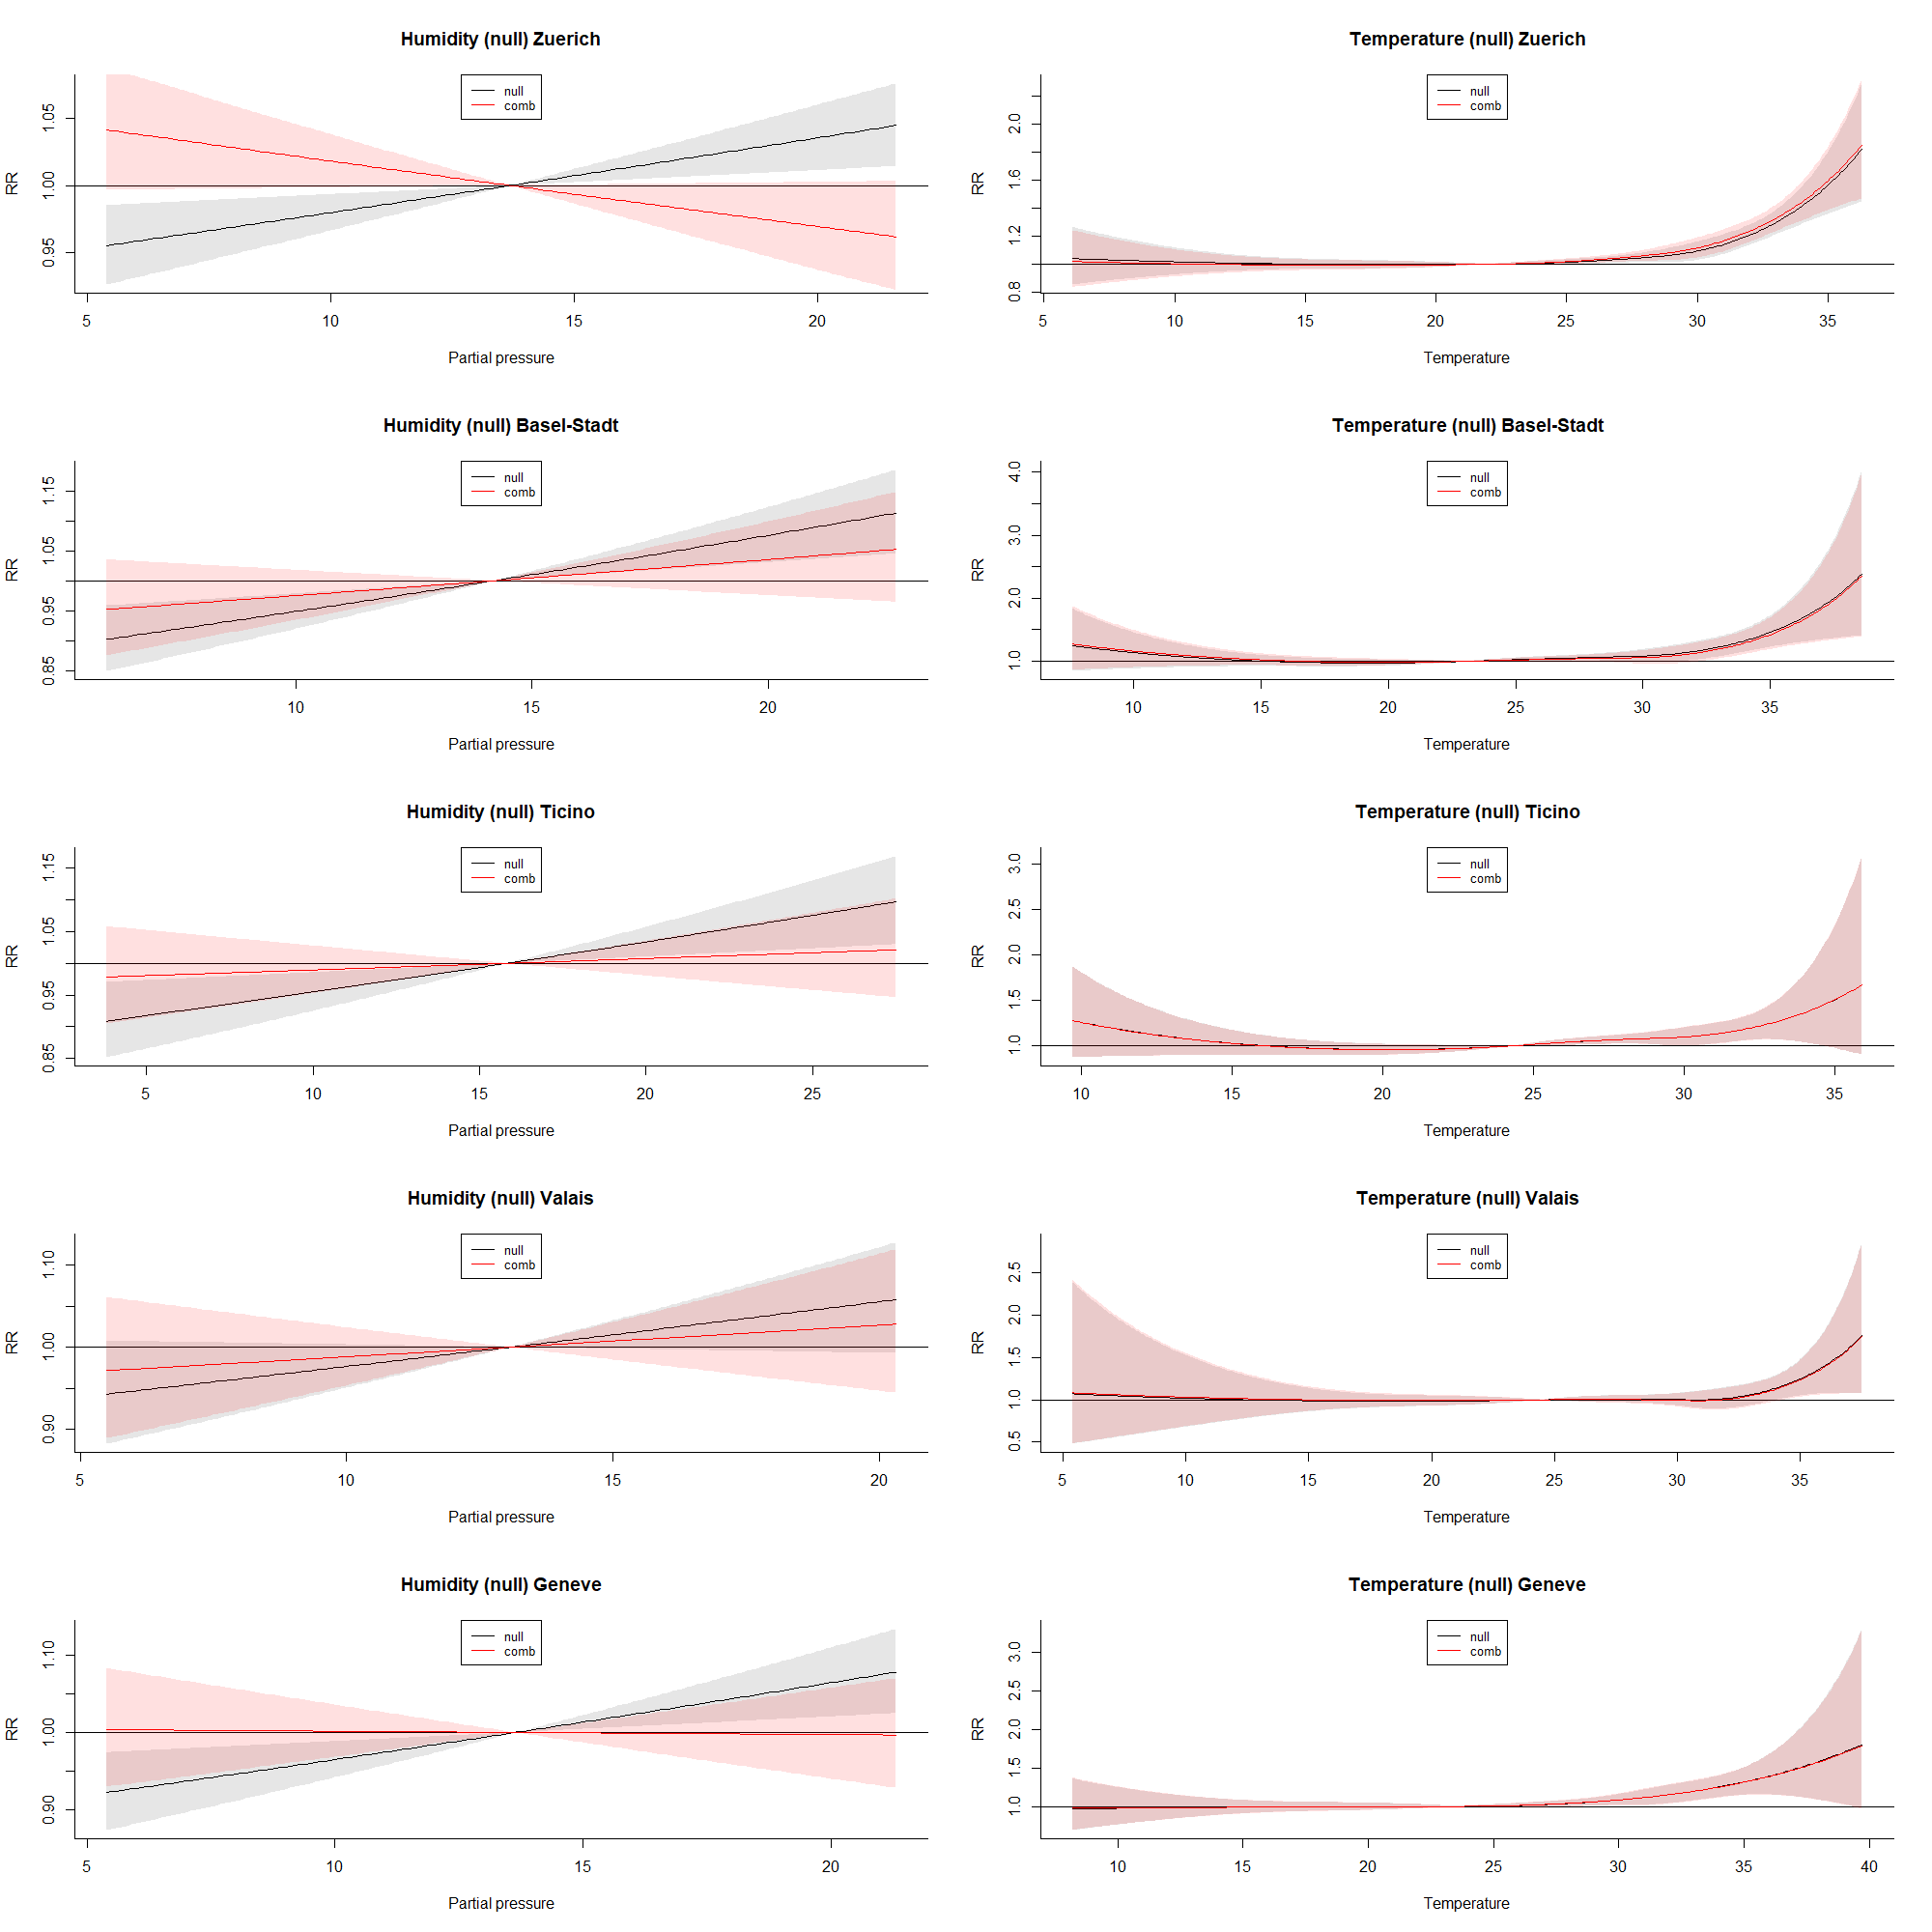 Humidity (null) Zuerich
null
comb
RR
1.05
1.00
0.95
5 10 15 20
Partial pressure
Temperature (null) Zuerich
null
comb
RR
2.0
1.6
1.2
0.8
5 10 15 20 25 30 35
Temperature
Humidity (null) Basel-Stadt
null
comb
RR
1.15
1.05
0.95
0.85
10 15 20
Partial pressure
Temperature (null) Basel-Stadt
null
comb
RR
4.0
3.0
2.0
1.0
10 15 20 25 30 35
Temperature
Humidity (null) Ticino
null
comb
RR
1.15
1.05
0.95
0.85
5 10 15 20 25
Partial pressure
Temperature (null) Ticino
null
comb
RR
3.0
2.5
2.0
1.5
1.0
10 15 20 25 30 35
Temperature
Humidity (null) Valais
null
comb
RR
1.10
1.00
0.90
5 10 15 20
Partial pressure
Temperature (null) Valais
null
comb
RR
2.5
2.0
1.5
1.0
0.5
5 10 15 20 25 30 35
Temperature
Humidity (null) Geneve
null
comb
RR
1.10
1.00
0.90
5 10 15 20
Partial pressure
Temperature (null) Geneve
null
comb
RR
3.0
2.5
2.0
1.5
1.0
10 15 20 25 30 35 40
Temperature